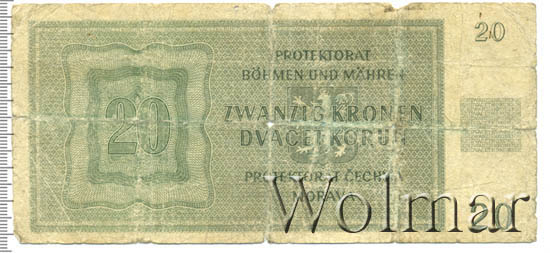 20
PROTEKTORAT
BÖHMEN UND MÄHREN
ZWANZIG KRONEN
20
DVACET KORUN
PROTEKTORÁT ČECHY A
MORAVA
Wolmar
20